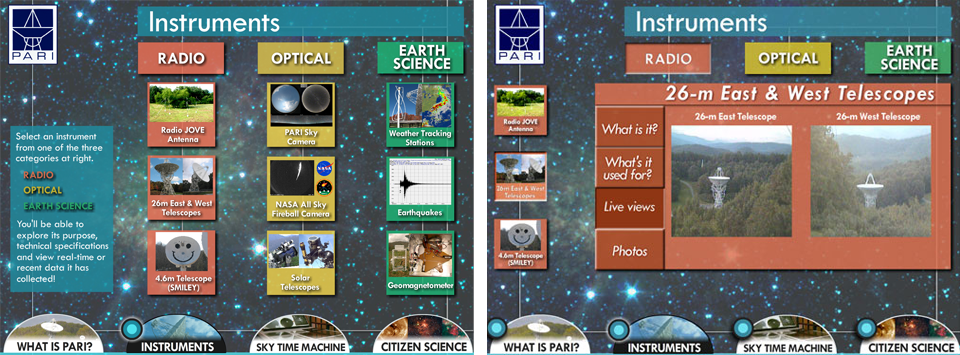 PARI
Instruments
RADIO
OPTICAL
EARTH
SCIENCE
Select an instrument
from one of the three
categories at right.
RADIO
OPTICAL
EARTH SCIENCE
You'll be able to
explore its purpose,
technical specifications
and view real-time or
recent data it has
collected!
Radio JOVE
Antenna
26m East & West
Telescopes
4.6m Telescope
(SMILEY)
PARI Sky
Camera
NASA
NASA All Sky
Fireball Camera
Solar
Telescopes
Weather Tracking
Stations
Earthquakes
Geomagnetometer
WHAT IS PARI?
INSTRUMENTS
SKY TIME MACHINE
CITIZEN SCIENCE
PARI
Instruments
RADIO
OPTICAL
EARTH
SCIENCE
Radio JOVE
Antenna
26m East & West
Telescopes
4.6m Telescope
(SMILEY)
26-m East & West Telescopes
What is it?
What's it
used for?
Live views
Photos
26-m East Telescope
26-m West Telescope
WHAT IS PARI?
INSTRUMENTS
SKY TIME MACHINE
CITIZEN SCIENCE